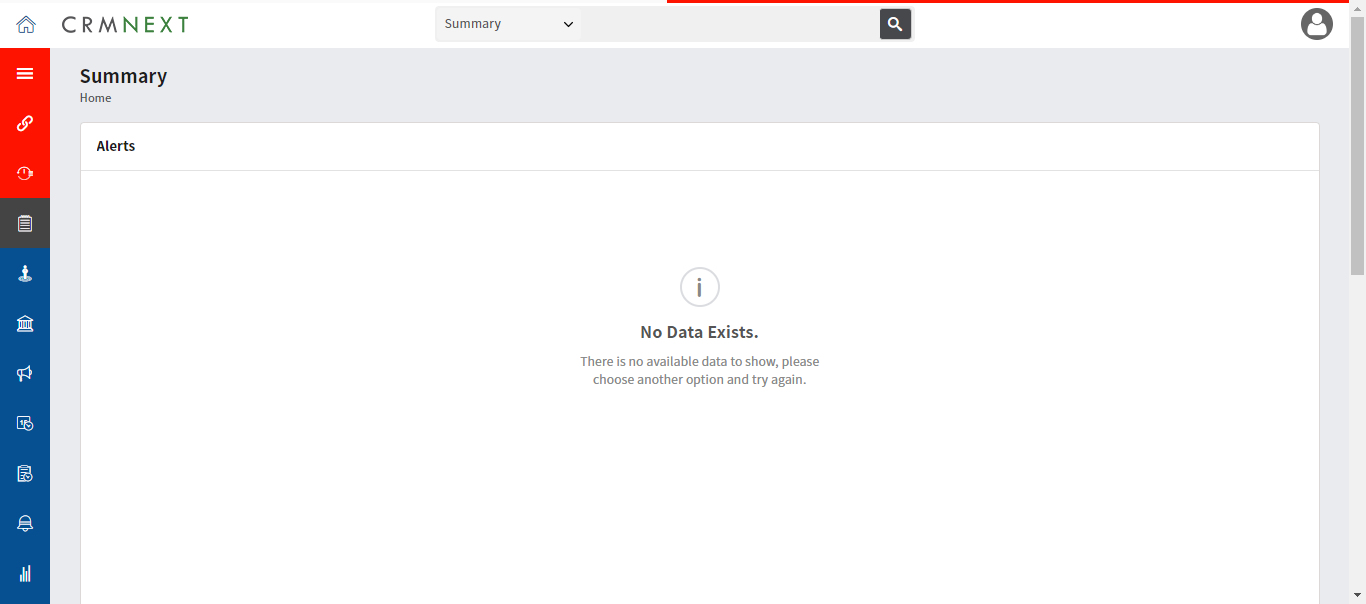 CRMNEXT
Summary
Summary
Home
Alerts
No Data Exists.
There is no available data to show, please
choose another option and try again.